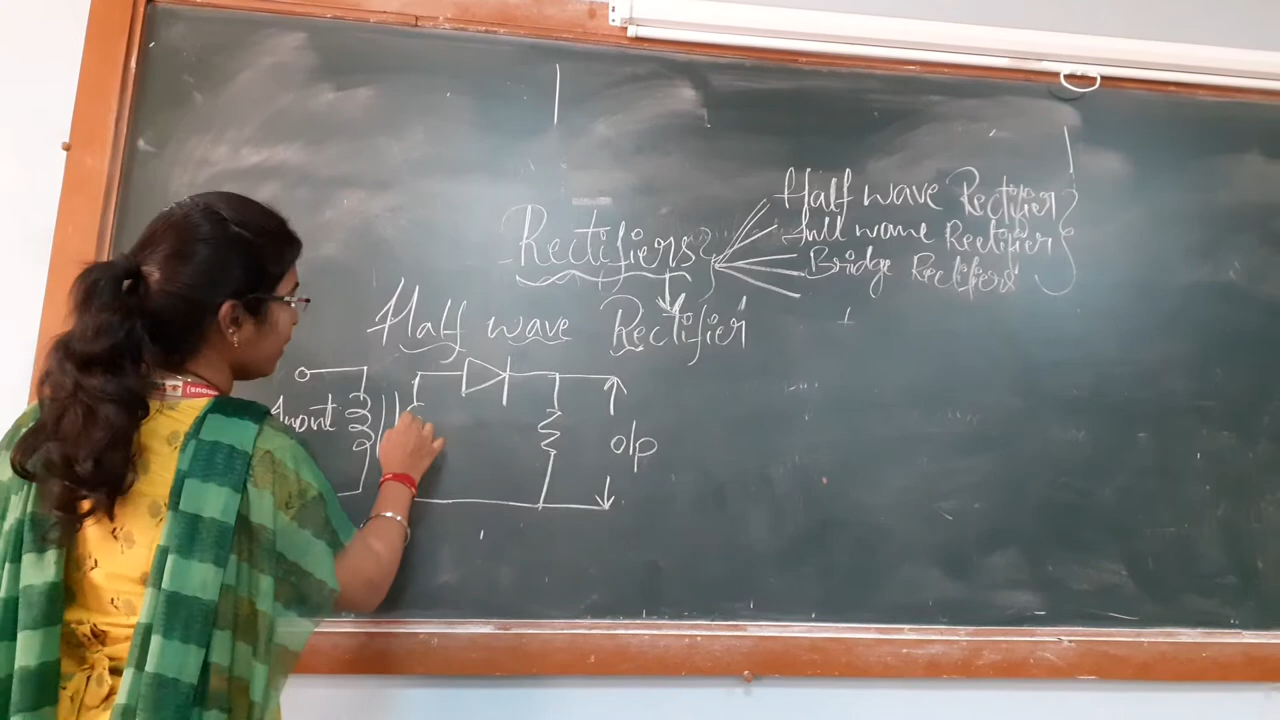 Rectifiers
Half wave Rectifier
full wave Rectifier
Bridge Rectifiers
Half wave Rectifier
o/p